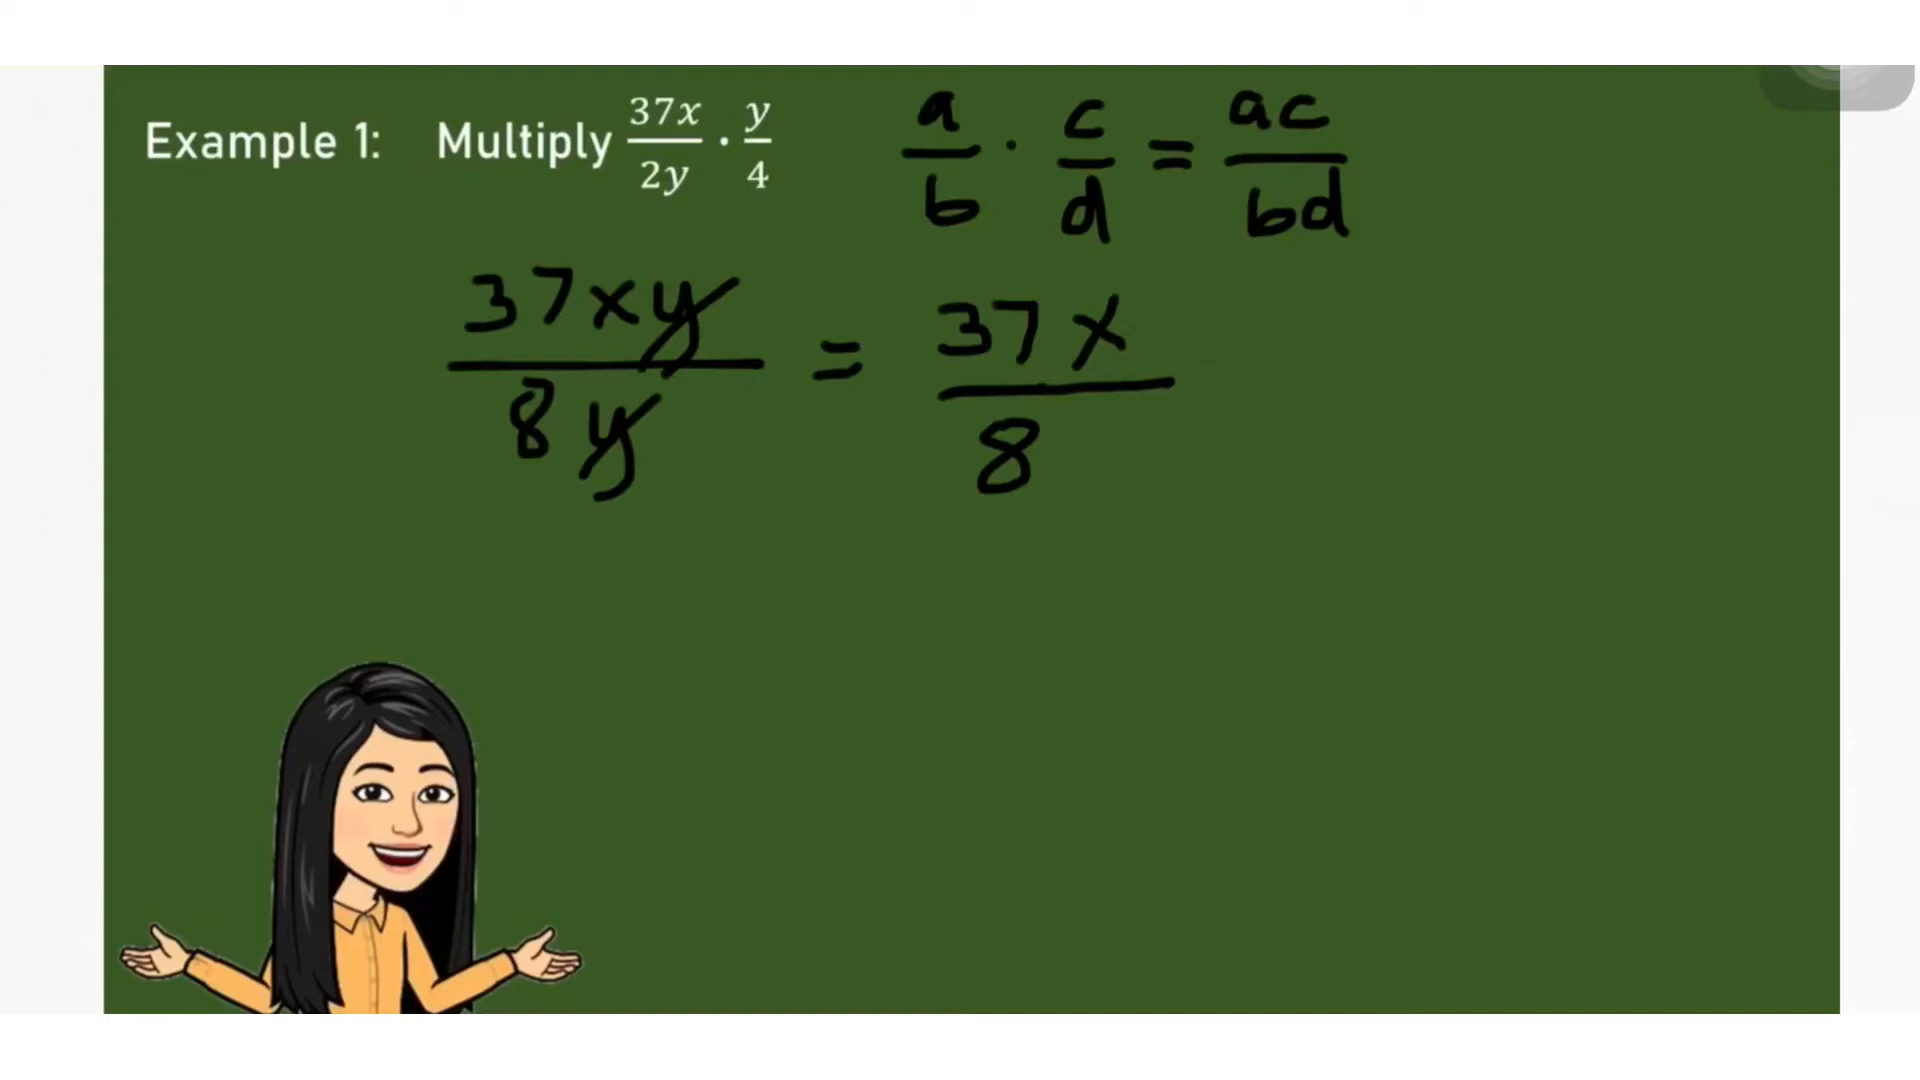 Example 1: Multiply 37x/2y · y/4
a/b · c/d = ac/bd
37xy/8y = 37x/8